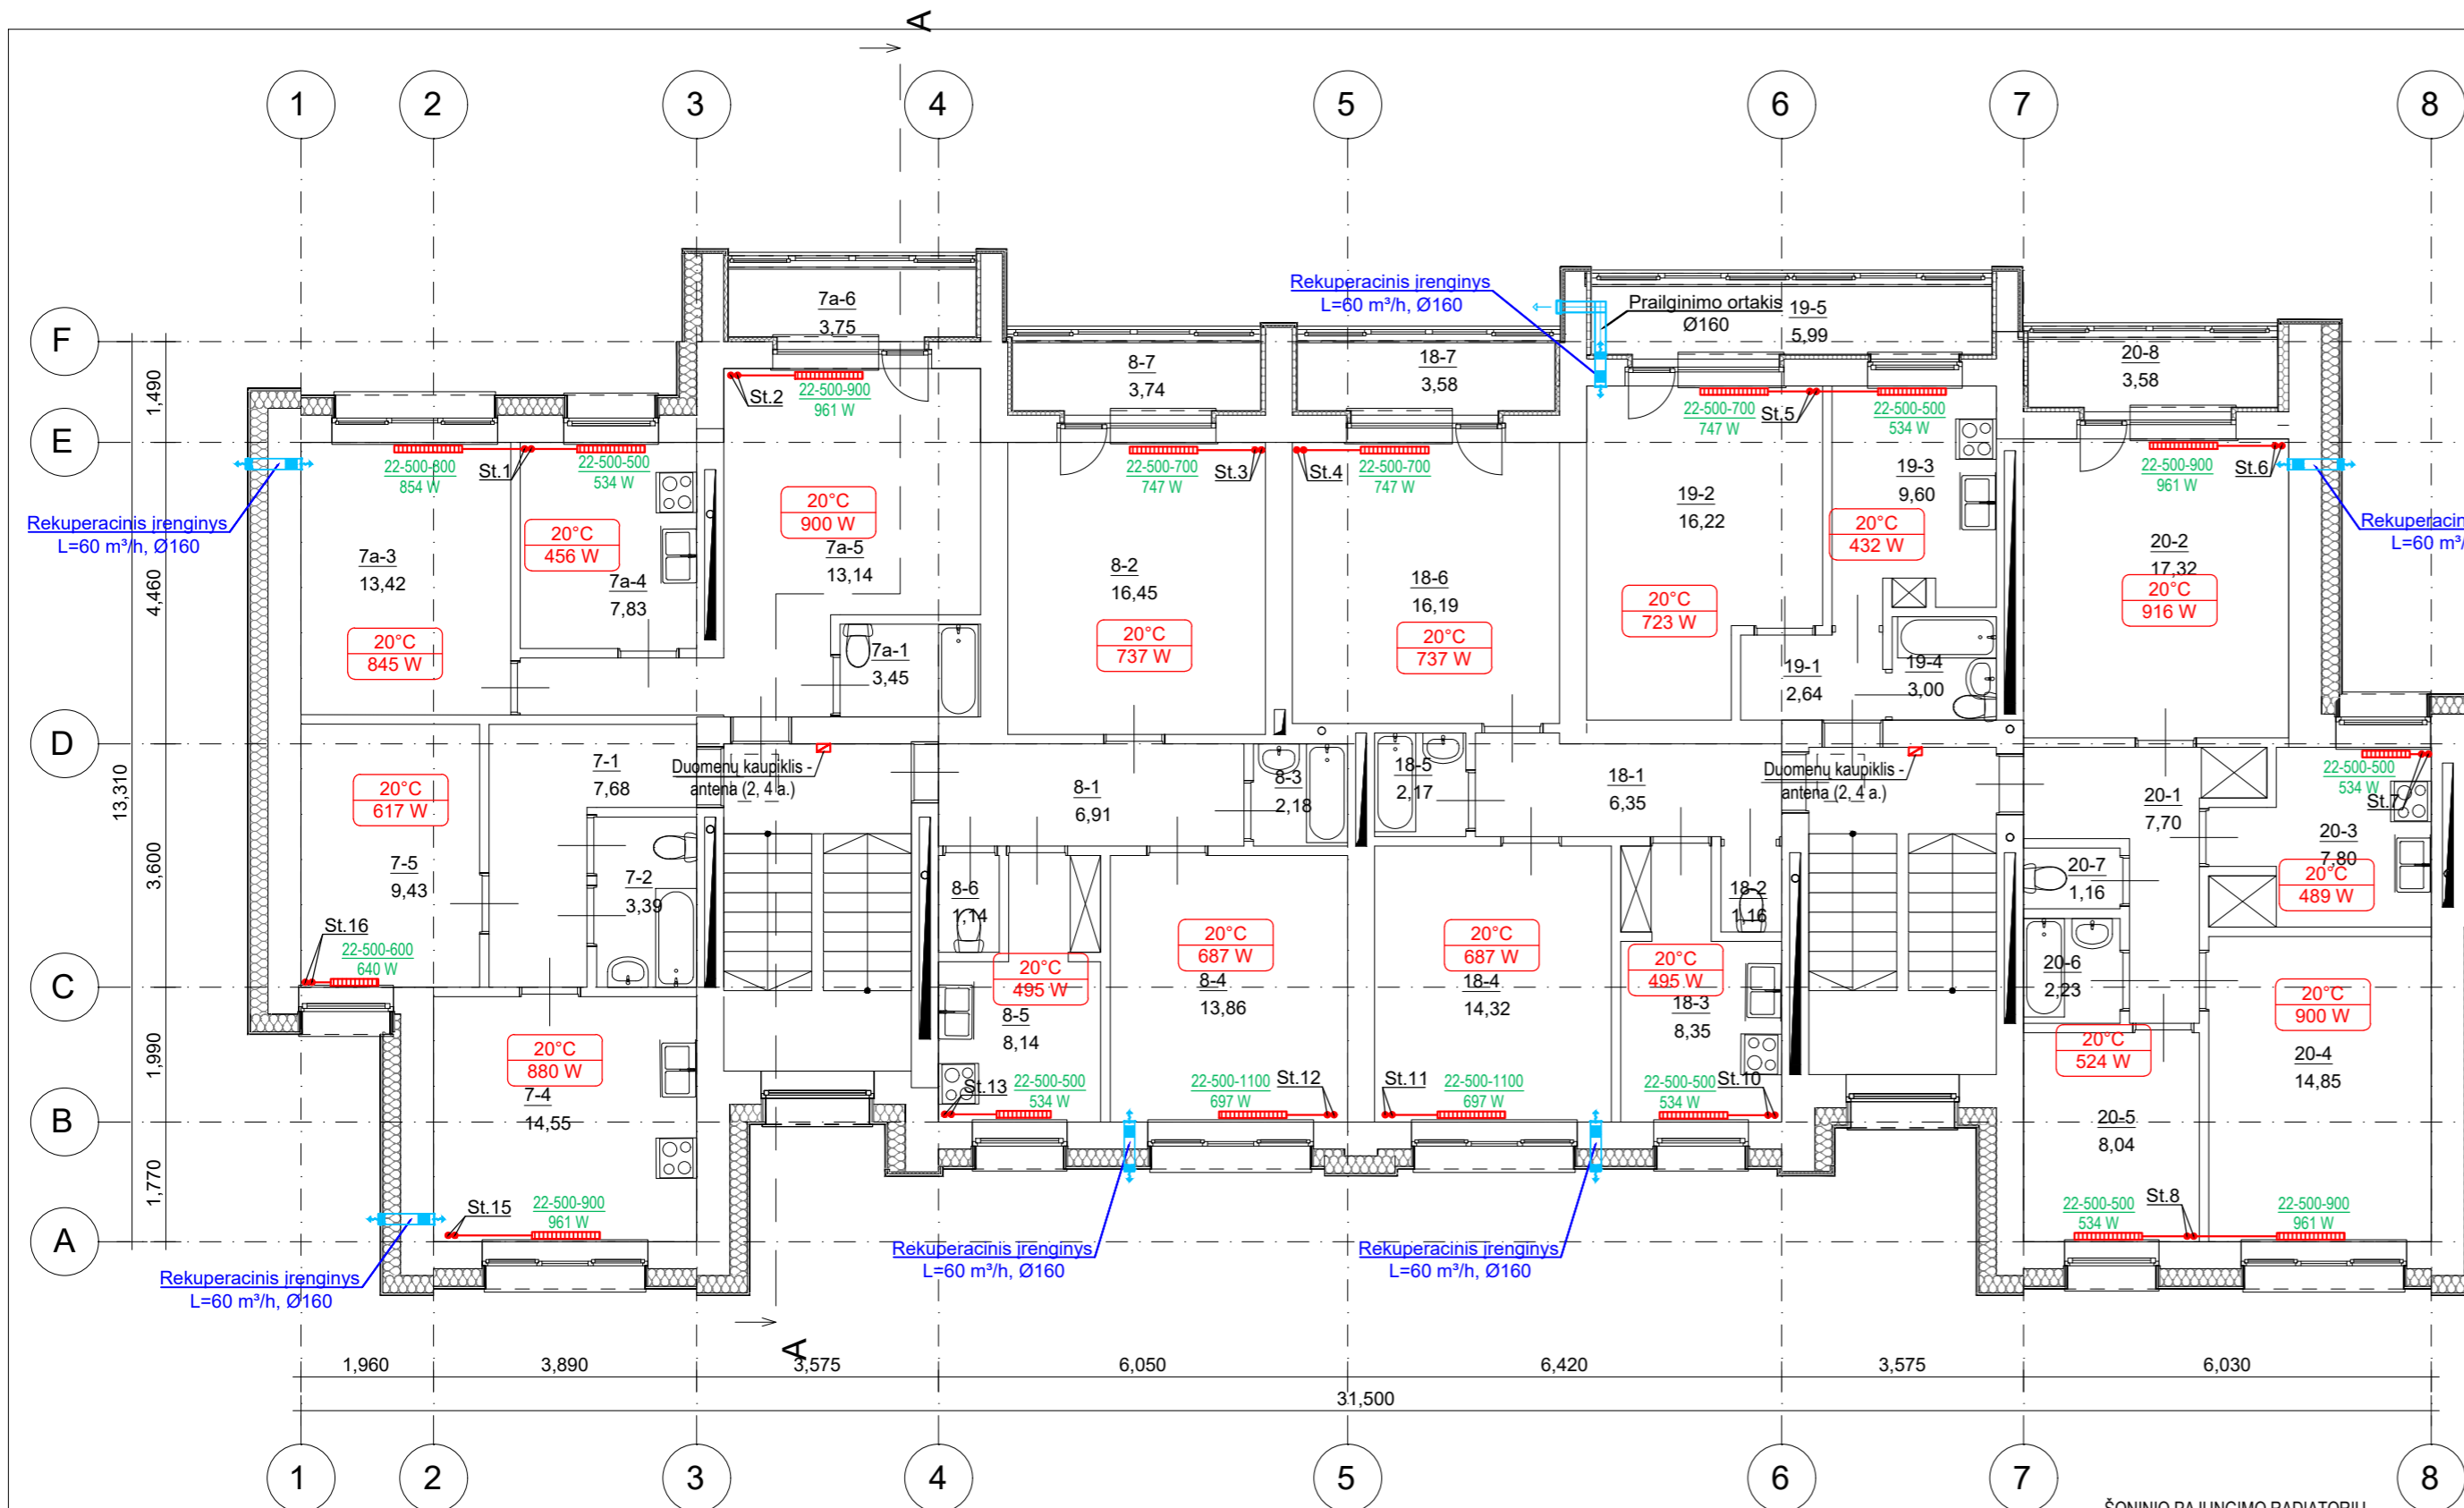 A
1
2
3
4
5
6
7
8
Rekuperacinis įrenginys
L=60 m³/h, Ø160
Prailginimo ortakis
Ø160
19-5
5,99
7a-6
3,75
8-7
3,74
18-7
3,58
20-8
3,58
F
E
D
C
B
A
1,490
4,460
3,600
1,990
1,770
13,310
St.2
22-500-900
961 W
22-500-800
854 W
St.1
22-500-500
534 W
22-500-700
747 W
St.3
St.4
22-500-700
747 W
22-500-700
747 W
St.5
22-500-500
534 W
22-500-900
961 W
St.6
Rekuperacinis įrenginys
L=60 m³/h, Ø160
L=60
20°C
456 W
20°C
900 W
20°C
432 W
7a-3
13,42
7a-4
7,83
7a-5
13,14
8-2
16,45
18-6
16,19
19-2
16,22
19-3
9,60
20-2
17,32
20°C
845 W
20°C
737 W
20°C
737 W
20°C
723 W
20°C
916 W
7a-1
3,45
19-1
2,64
19-4
3,00
7-1
7,68
Duomenų kaupiklis -
antena (2, 4 a.)
8-1
6,91
8-3
2,18
18-5
2,17
18-1
6,35
Duomenų kaupiklis -
antena (2, 4 a.)
20-1
7,70
22-500-500
534 W
St.7
20-3
7,80
20°C
617 W
7-5
9,43
7-2
3,39
8-6
1,14
18-2
1,16
20-7
1,16
20°C
489 W
St.16
22-500-600
640 W
20°C
495 W
20°C
687 W
20°C
687 W
20°C
495 W
8-5
8,14
8-4
13,86
18-4
14,32
18-3
8,35
20-6
2,23
20°C
900 W
20°C
524 W
20-4
14,85
20°C
880 W
7-4
14,55
St.13
22-500-500
534 W
22-500-1100
697 W
St.12
St.11
22-500-1100
697 W
22-500-500
534 W
St.10
20-5
8,04
St.15
22-500-900
961 W
22-500-500
534 W
St.8
22-500-900
961 W
Rekuperacinis įrenginys
L=60 m³/h, Ø160
Rekuperacinis įrenginys
L=60 m³/h, Ø160
Rekuperacinis įrenginys
L=60 m³/h, Ø160
A
1,960
3,890
3,575
6,050
6,420
3,575
6,030
31,500
1
2
3
4
5
6
7
8